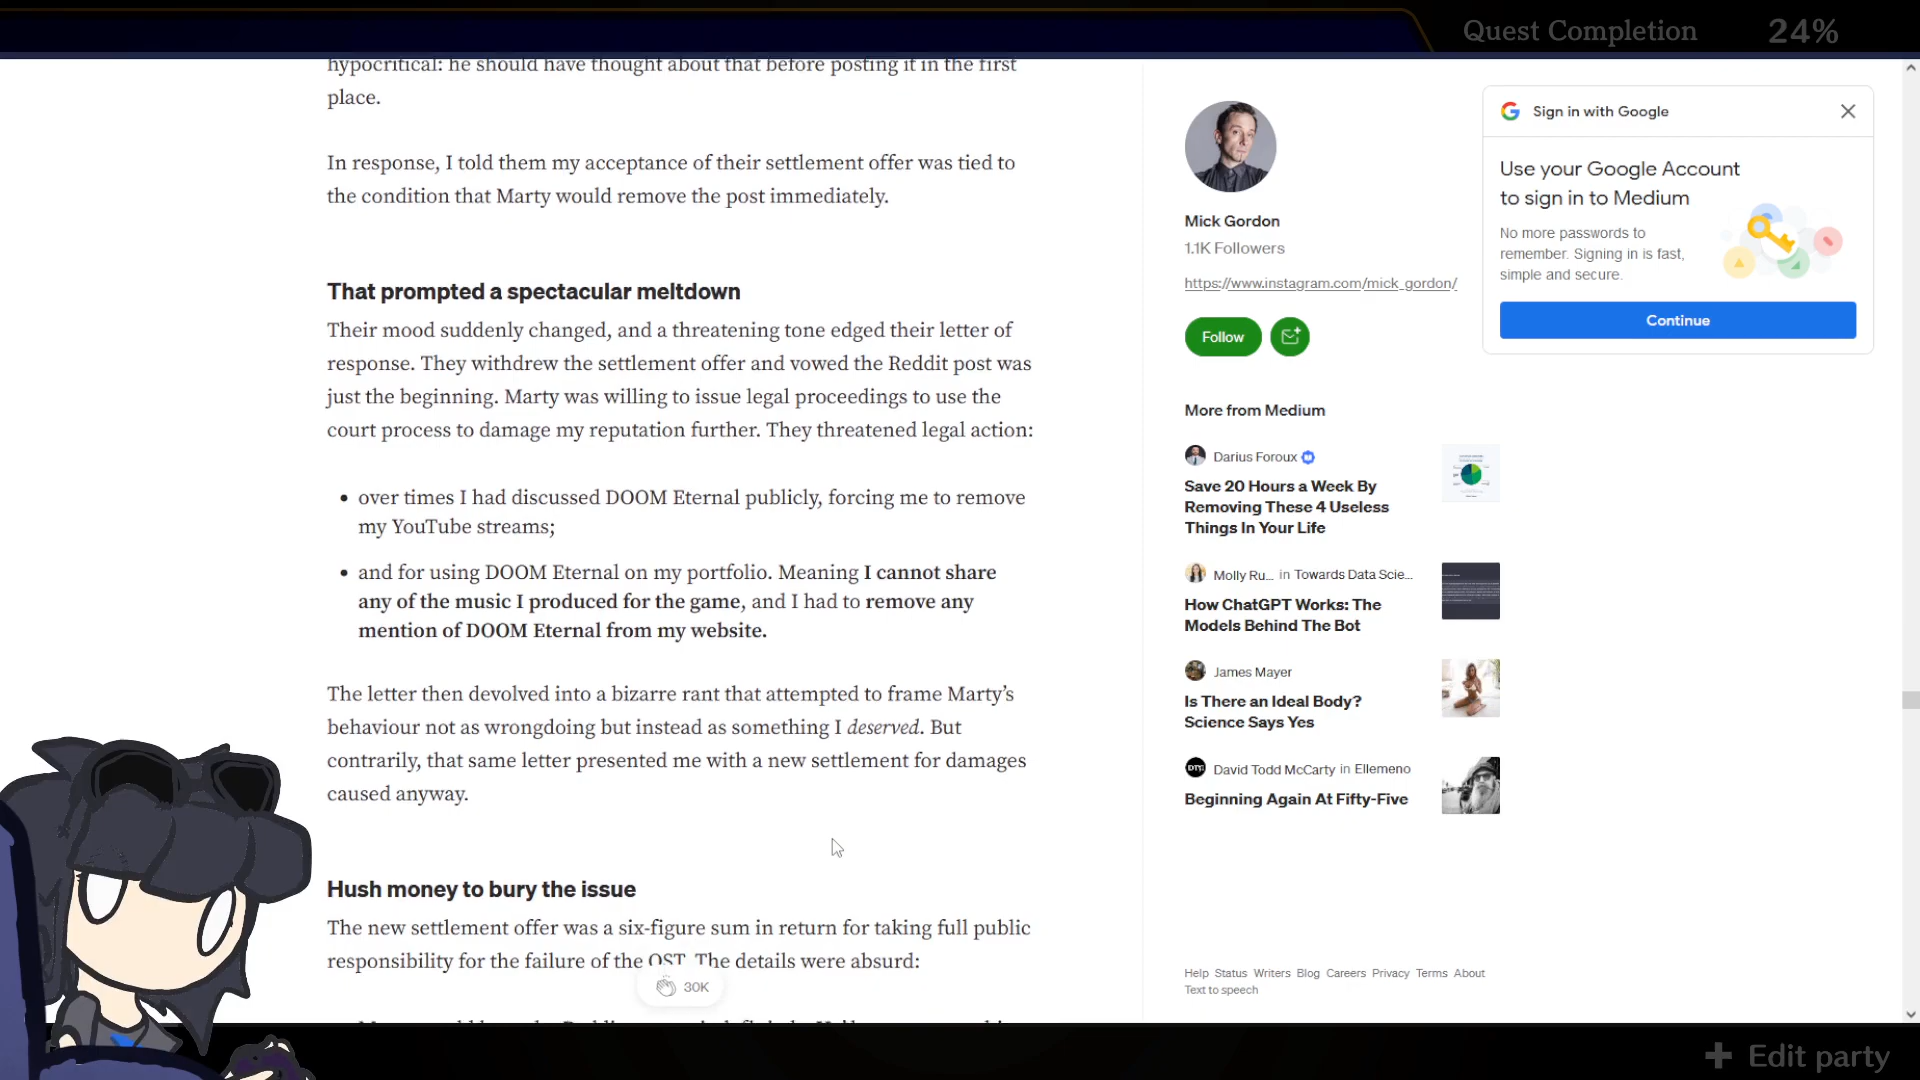 Quest Completion 24%
hypocritical: he should have thought about that before posting it in the first
place.
In response, I told them my acceptance of their settlement offer was tied to
the condition that Marty would remove the post immediately.
That prompted a spectacular meltdown
Their mood suddenly changed, and a threatening tone edged their letter of
response. They withdrew the settlement offer and vowed the Reddit post was
just the beginning. Marty was willing to issue legal proceedings to use the
court process to damage my reputation further. They threatened legal action:
• over times I had discussed DOOM Eternal publicly, forcing me to remove
my YouTube streams;
• and for using DOOM Eternal on my portfolio. Meaning I cannot share
any of the music I produced for the game, and I had to remove any
mention of DOOM Eternal from my website.
The letter then devolved into a bizarre rant that attempted to frame Marty’s
behaviour not as wrongdoing but instead as something I deserved. But
contrarily, that same letter presented me with a new settlement for damages
caused anyway.
Hush money to bury the issue
The new settlement offer was a six-figure sum in return for taking full public
responsibility for the failure of the OST. The details were absurd:
30K
Mick Gordon
1.1K Followers
https://www.instagram.com/mick_gordon/
Follow
More from Medium
Darius Foroux
Save 20 Hours a Week By
Removing These 4 Useless
Things In Your Life
Molly Ru... in Towards Data Scie...
How ChatGPT Works: The
Models Behind The Bot
James Mayer
Is There an Ideal Body?
Science Says Yes
DTM
David Todd McCarty in Ellemeno
Beginning Again At Fifty-Five
Help Status Writers Blog Careers Privacy Terms About
Text to speech
G Sign in with Google
Use your Google Account
to sign in to Medium
No more passwords to
remember. Signing in is fast,
simple and secure.
Continue
Edit party